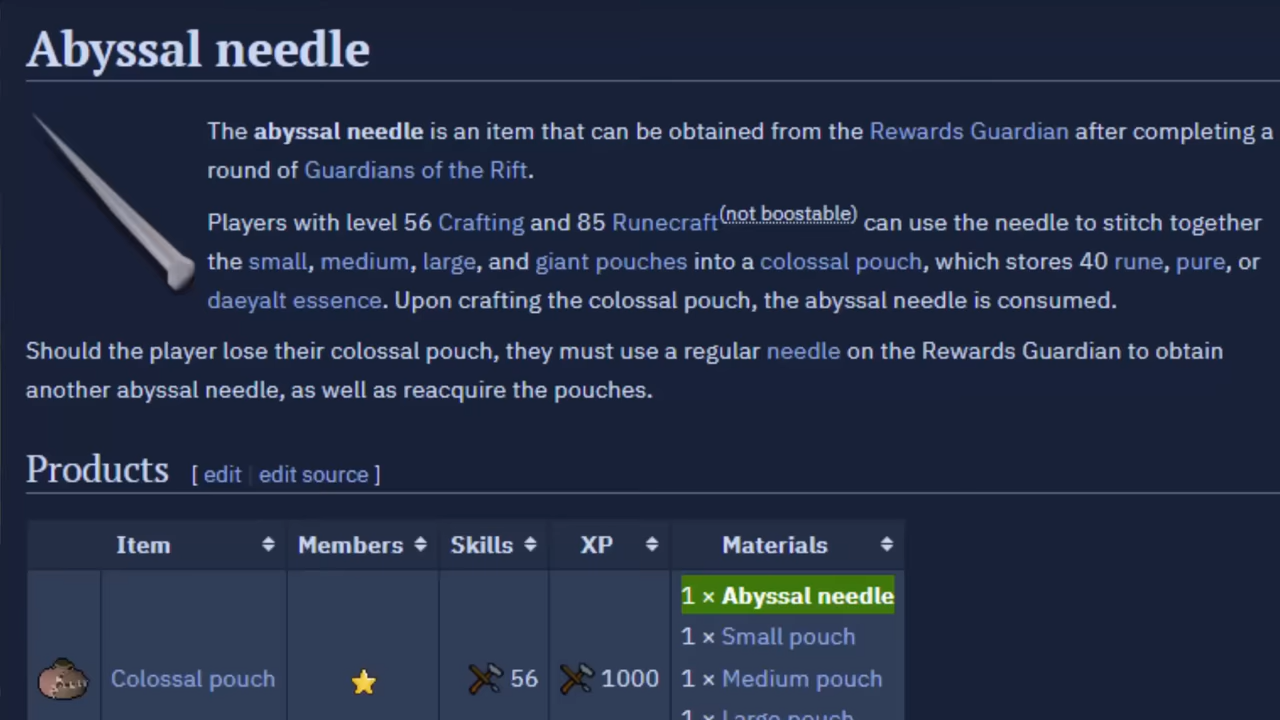 Abyssal needle
The abyssal needle is an item that can be obtained from the Rewards Guardian after completing a
round of Guardians of the Rift.
Players with level 56 Crafting and 85 Runecraft(not boostable) can use the needle to stitch together
the small, medium, large, and giant pouches into a colossal pouch, which stores 40 rune, pure, or
daeyalt essence. Upon crafting the colossal pouch, the abyssal needle is consumed.
Should the player lose their colossal pouch, they must use a regular needle on the Rewards Guardian to obtain
another abyssal needle, as well as reacquire the pouches.
Products [ edit | edit source ]
Item Members Skills XP Materials
1 × Abyssal needle
1 × Small pouch
Colossal pouch 56 1000 1 × Medium pouch
1 × Large pouch